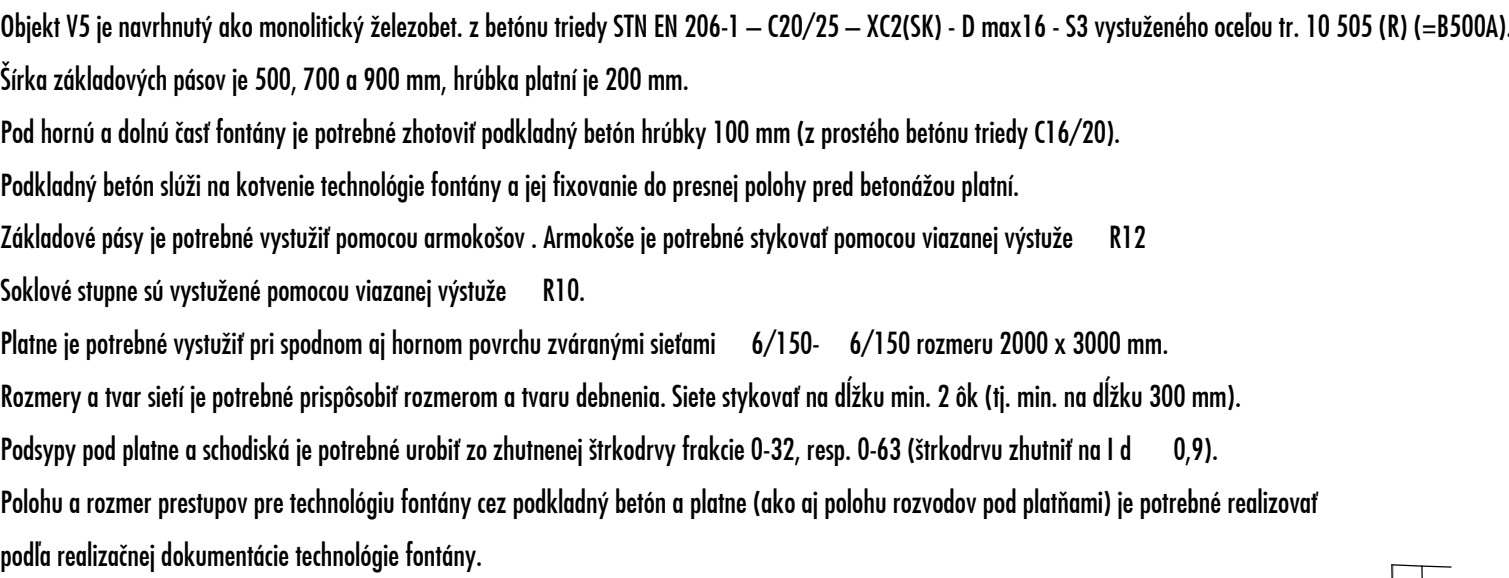 Objekt V5 je navrhnutý ako monolitický železobet. z betónu triedy STN EN 206-1 – C20/25 – XC2(SK) - D max16 - S3 vystuženého oceľou tr. 10 505 (R) (=B500A).
Šírka základových pásov je 500, 700 a 900 mm, hrúbka platní je 200 mm.
Pod hornú a dolnú časť fontány je potrebné zhotoviť podkladný betón hrúbky 100 mm (z prostého betónu triedy C16/20).
Podkladný betón slúži na kotvenie technológie fontány a jej fixovanie do presnej polohy pred betonážou platní.
Základové pásy je potrebné vystužiť pomocou armokošov . Armokoše je potrebné stykovať pomocou viazanej výstuže R12
Soklové stupne sú vystužené pomocou viazanej výstuže R10.
Platne je potrebné vystužiť pri spodnom aj hornom povrchu zváranými sieťami 6/150- 6/150 rozmeru 2000 x 3000 mm.
Rozmery a tvar sietí je potrebné prispôsobiť rozmerom a tvaru debnenia. Siete stykovať na dĺžku min. 2 ôk (tj. min. na dĺžku 300 mm).
Podsypy pod platne a schodiská je potrebné urobiť zo zhutnenej štrkodrvy frakcie 0-32, resp. 0-63 (štrkodrvu zhutniť na I d 0,9).
Polohu a rozmer prestupov pre technológiu fontány cez podkladný betón a platne (ako aj polohu rozvodov pod platňami) je potrebné realizovať
podľa realizačnej dokumentácie technológie fontány.